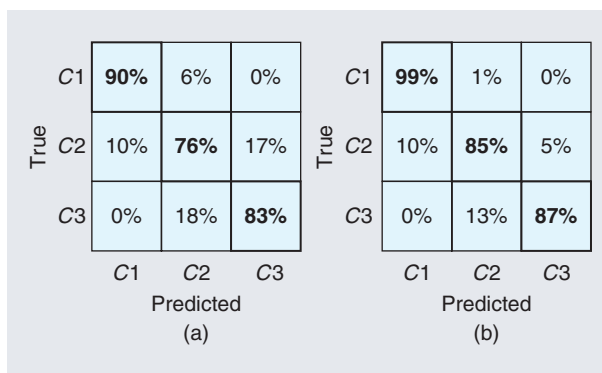 C1 90% 6% 0%
C2 10% 76% 17%
C3 0% 18% 83%
C1 C2 C3
True
Predicted
(a)
C1 99% 1% 0%
C2 10% 85% 5%
C3 0% 13% 87%
C1 C2 C3
True
Predicted
(b)